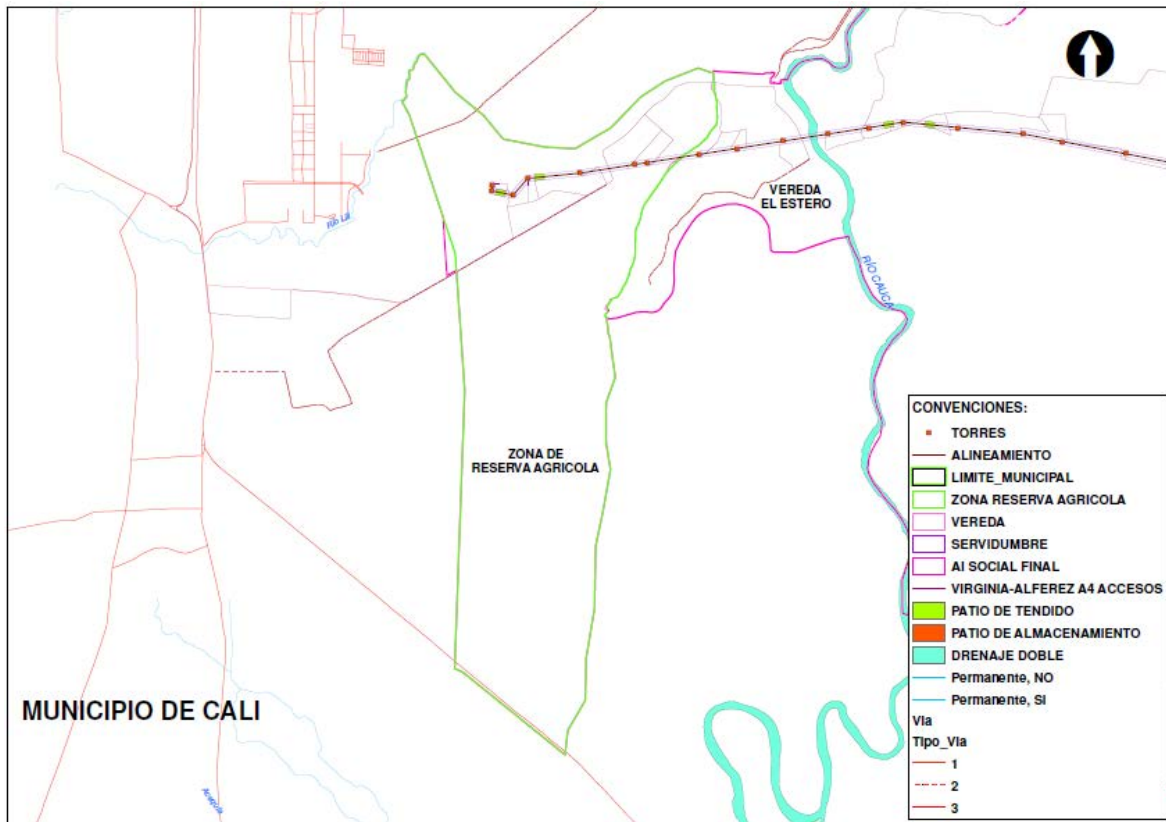 Río Lili
VEREDA
EL ESTERO
RÍO CAUCA
ZONA DE
RESERVA AGRICOLA
MUNICIPIO DE CALI
Acequia
CONVENCIONES:
TORRES
ALINEAMIENTO
LIMITE_MUNICIPAL
ZONA RESERVA AGRICOLA
VEREDA
SERVIDUMBRE
AI SOCIAL FINAL
VIRGINIA-ALFEREZ A4 ACCESOS
PATIO DE TENDIDO
PATIO DE ALMACENAMIENTO
DRENAJE DOBLE
Permanente, NO
Permanente, SI
Via
Tipo_Via
1
2
3